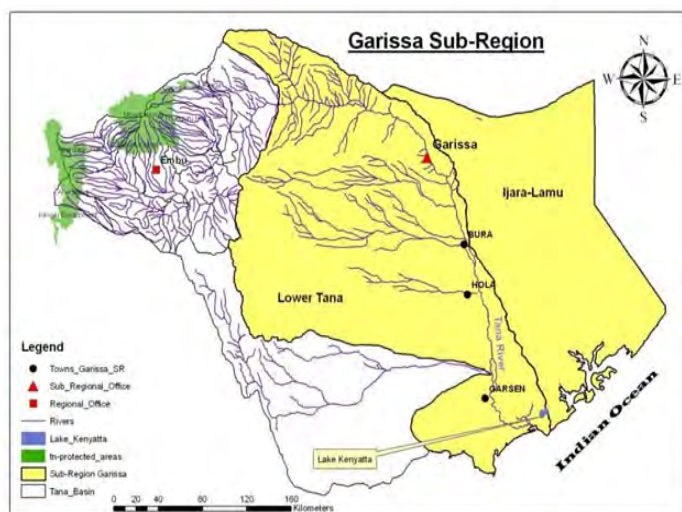 Garissa Sub-Region
N
W
E
S
Embu
Garissa
Ijara-Lamu
BURA
HOLA
Lower Tana
Tana River
GARSEN
Lake Kenyatta
Indian Ocean
Legend
Towns_Garissa_SR
Sub_Regional_Office
Regional_Office
Rivers
Lake_Kenyatta
tn-protected_areas
Sub-Region Garissa
Tana_Basin
0 20 40 80 120 160
Kilometers